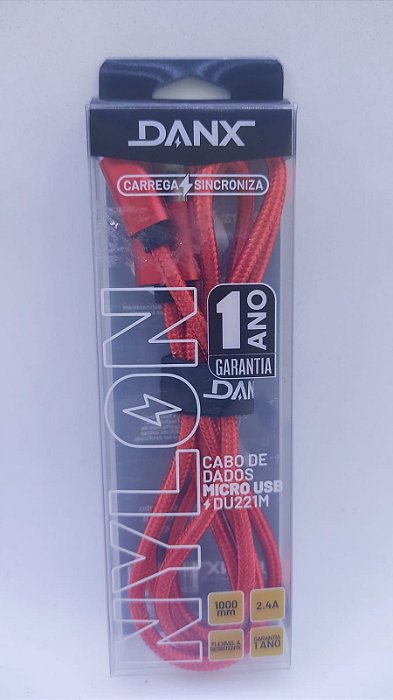 DANX
CARREGA SINCRONIZA
NYLON
1 ANO
GARANTIA
DAN
CABO DE
DADOS
MICRO USB
DU221M
1000
mm
2.4A
FLEXÍVEL &
RESISTENTE
GARANTIA
1 ANO